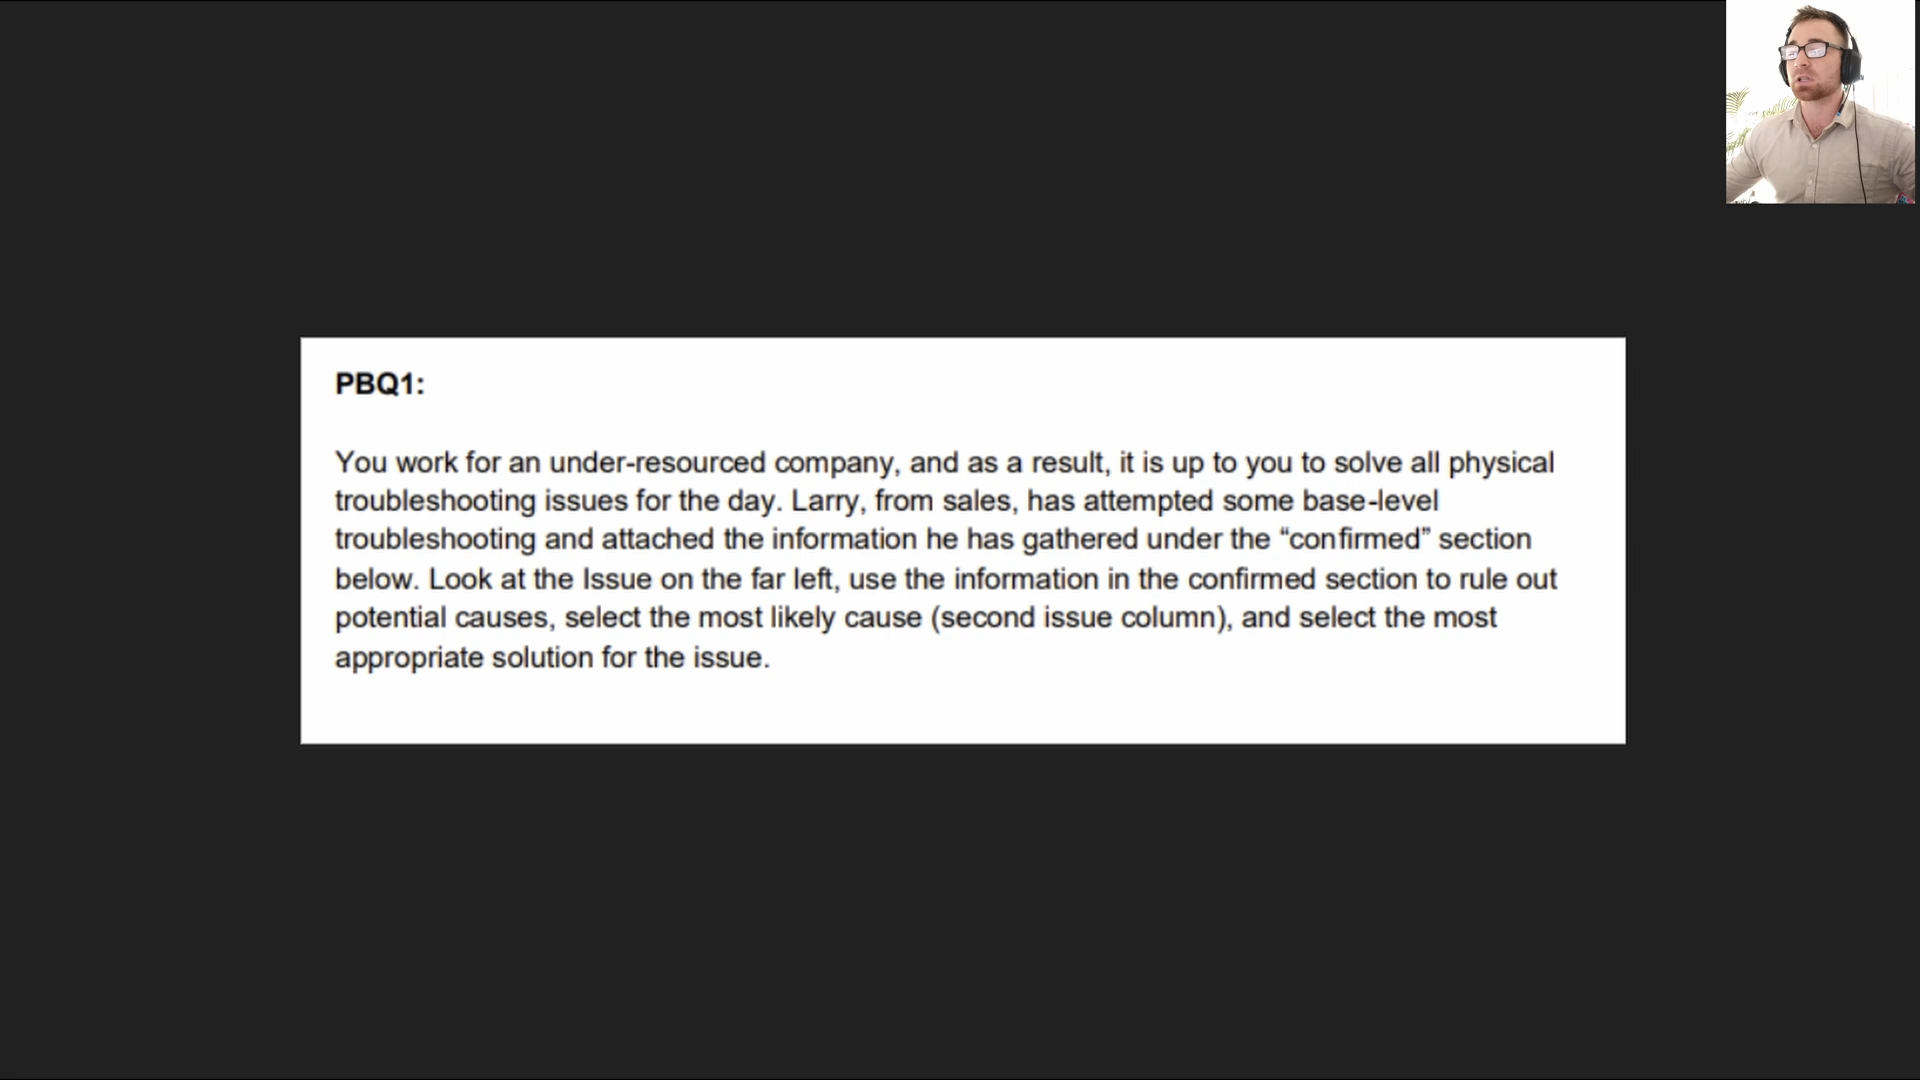 PBQ1:
You work for an under-resourced company, and as a result, it is up to you to solve all physical
troubleshooting issues for the day. Larry, from sales, has attempted some base-level
troubleshooting and attached the information he has gathered under the “confirmed” section
below. Look at the Issue on the far left, use the information in the confirmed section to rule out
potential causes, select the most likely cause (second issue column), and select the most
appropriate solution for the issue.